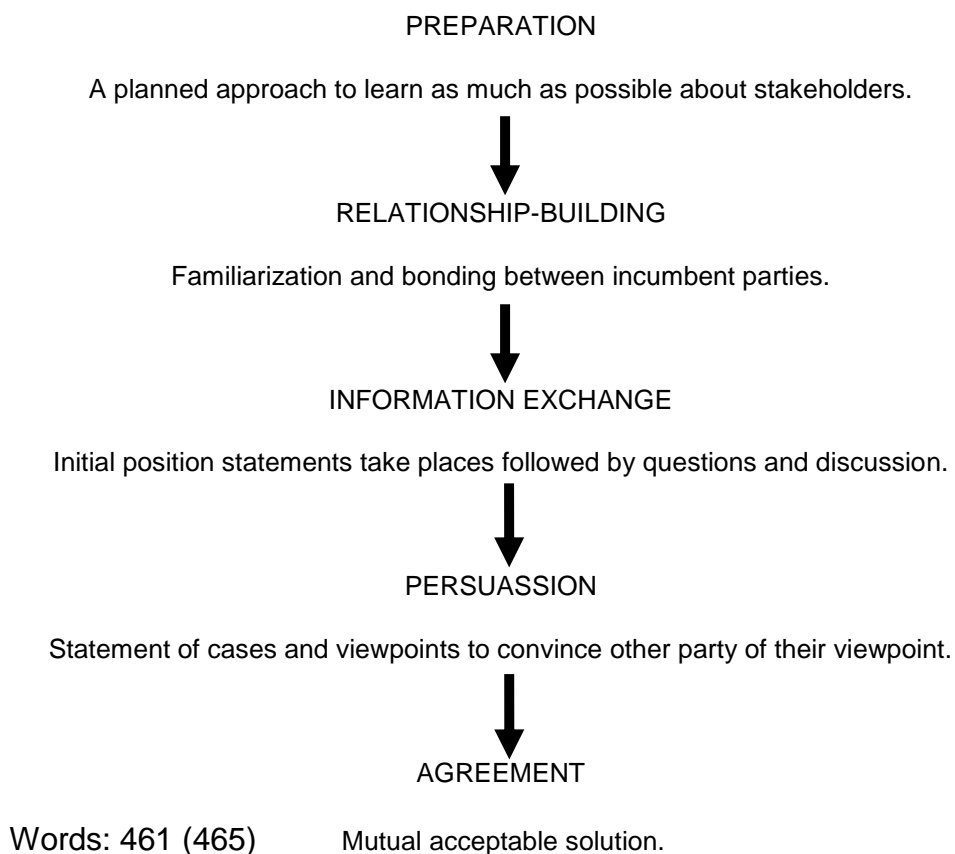 PREPARATION
A planned approach to learn as much as possible about stakeholders.
RELATIONSHIP-BUILDING
Familiarization and bonding between incumbent parties.
INFORMATION EXCHANGE
Initial position statements take places followed by questions and discussion.
PERSUASSION
Statement of cases and viewpoints to convince other party of their viewpoint.
AGREEMENT
Words: 461 (465) Mutual acceptable solution.